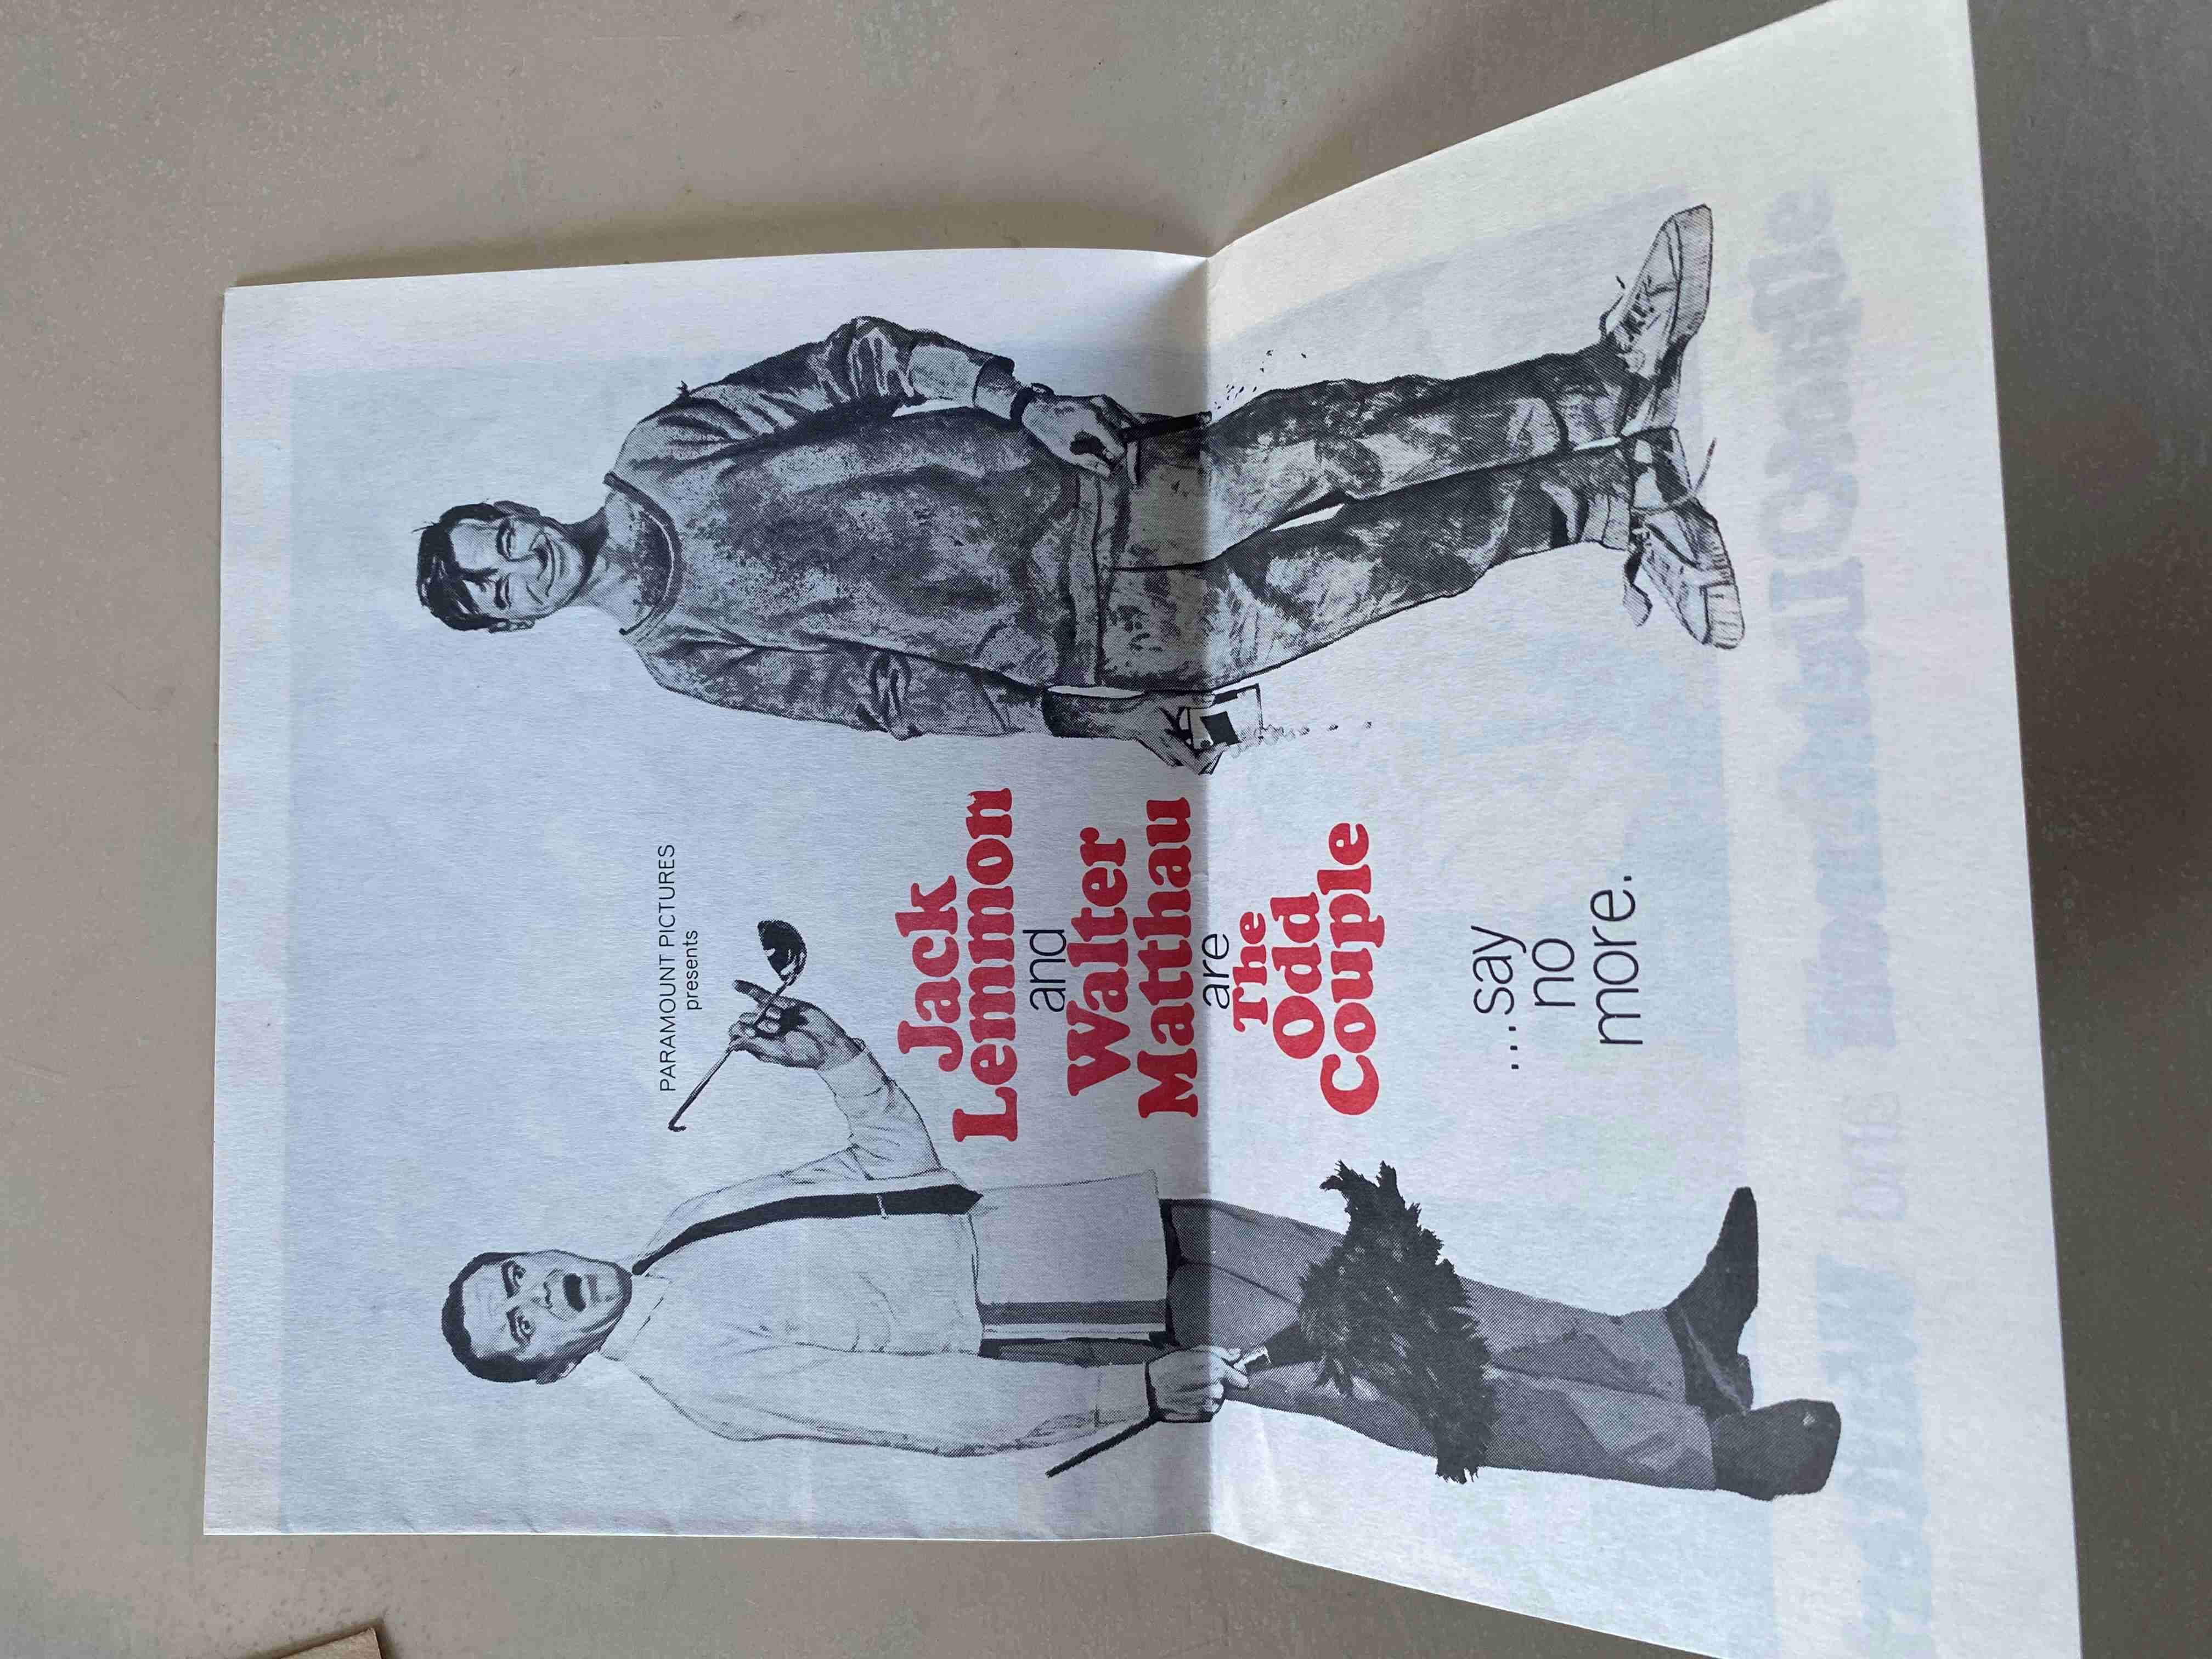 PARAMOUNT PICTURES
presents
Jack
Lemmon
and
Walter
Matthau
are
The
Odd
Couple
...say
no
more.